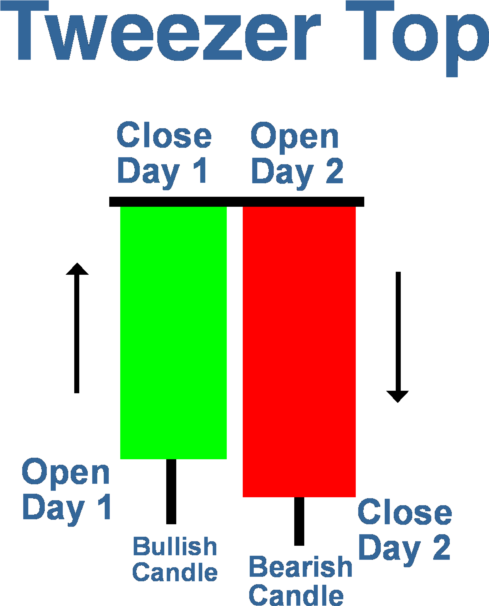 Tweezer Top
Close
Day 1
Open
Day 2
Open
Day 1
Close
Day 2
Bullish
Candle
Bearish
Candle